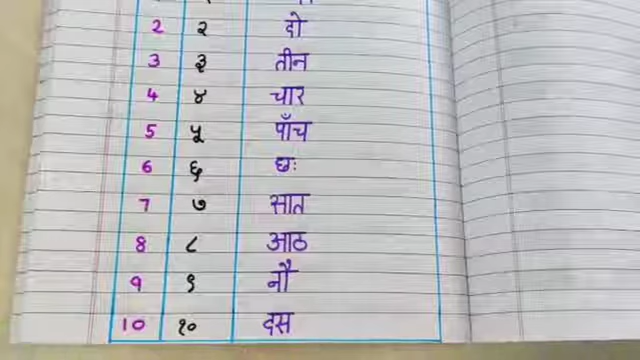 2 २ दो
3 ३ तीन
4 ४ चार
5 ५ पाँच
6 ६ छः
7 ७ सात
8 ८ आठ
9 ९ नौ
10 १० दस